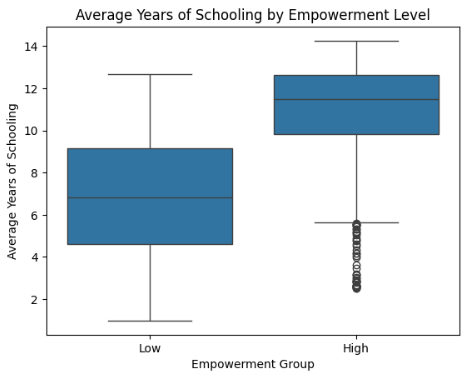 Average Years of Schooling by Empowerment Level
14
12
10
8
6
4
2
Average Years of Schooling
Low
High
Empowerment Group